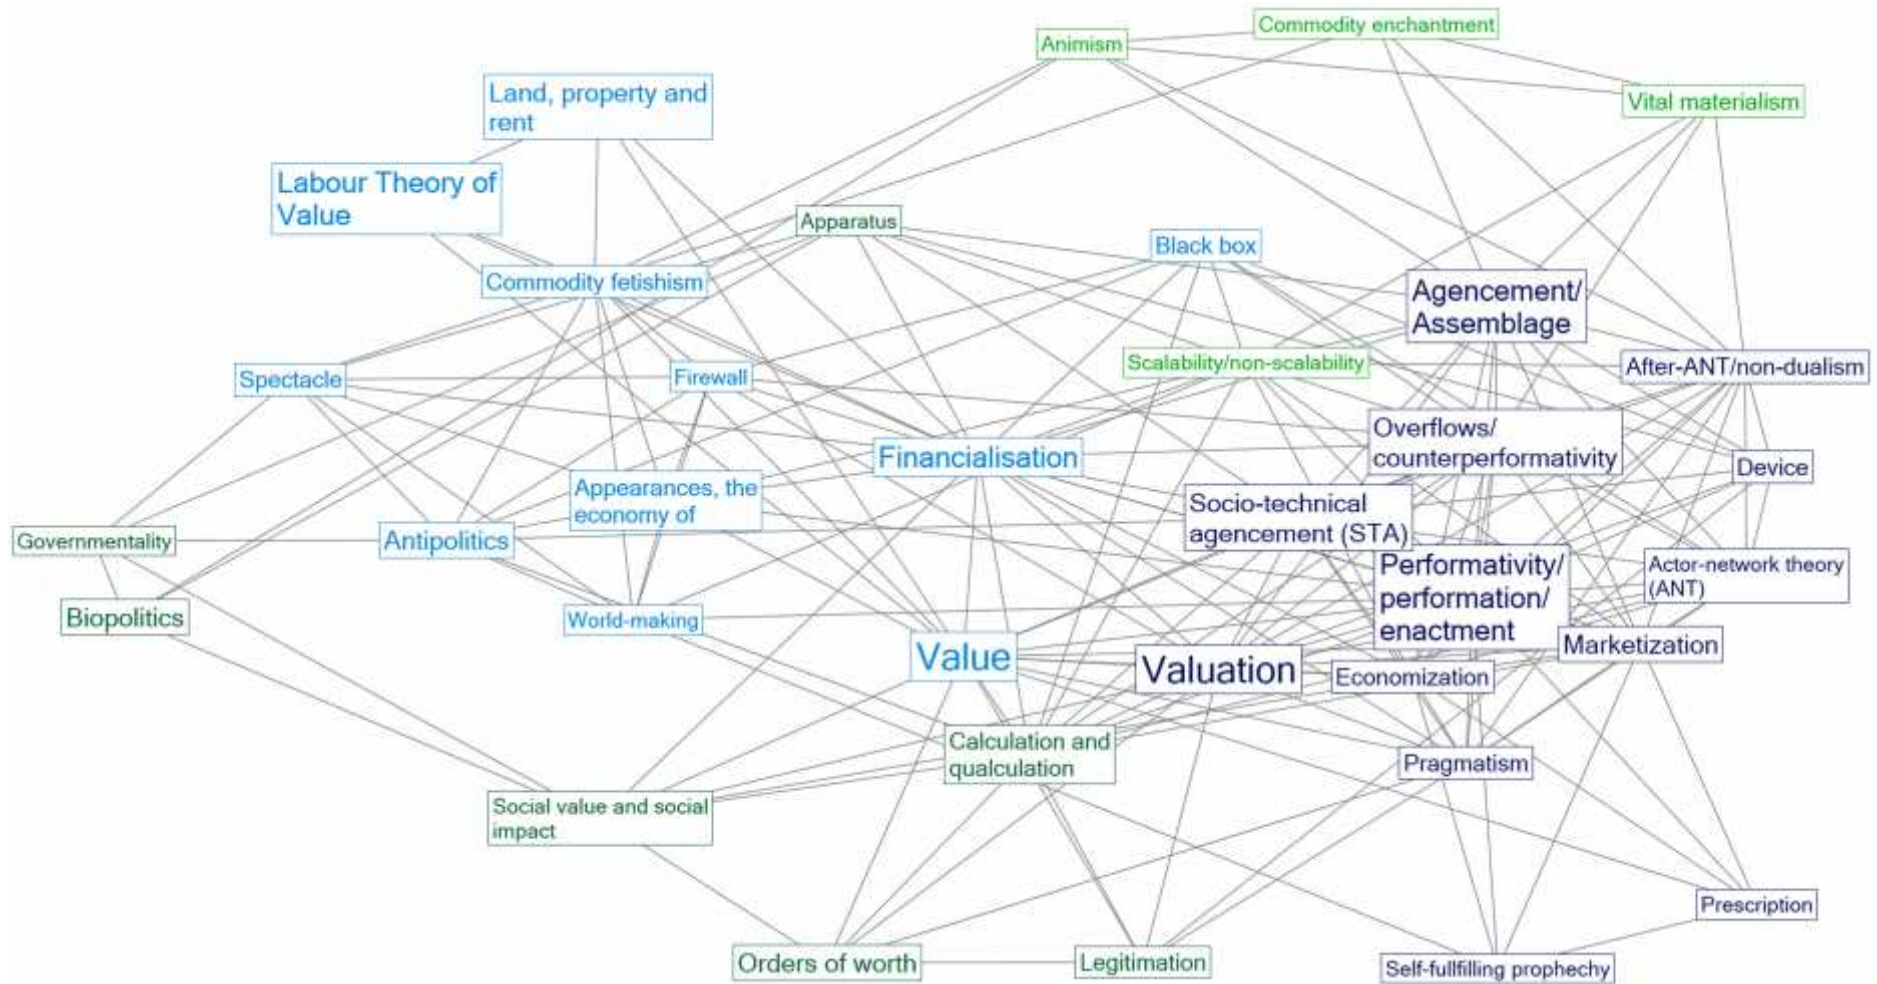 Commodity enchantment
Animism
Land, property and
rent
Vital materialism
Labour Theory of
Value
Apparatus
Black box
Commodity fetishism
Agencement/
Assemblage
Scalability/non-scalability
After-ANT/non-dualism
Spectacle
Firewall
Overflows/
counterperformativity
Financialisation
Device
Appearances, the
economy of
Socio-technical
agencement (STA)
Governmentality
Antipolitics
Performativity/
performation/
enactment
Actor-network theory
(ANT)
Biopolitics
World-making
Marketization
Value
Valuation
Economization
Calculation and
qualculation
Pragmatism
Social value and social
impact
Prescription
Orders of worth
Legitimation
Self-fullfilling prophechy